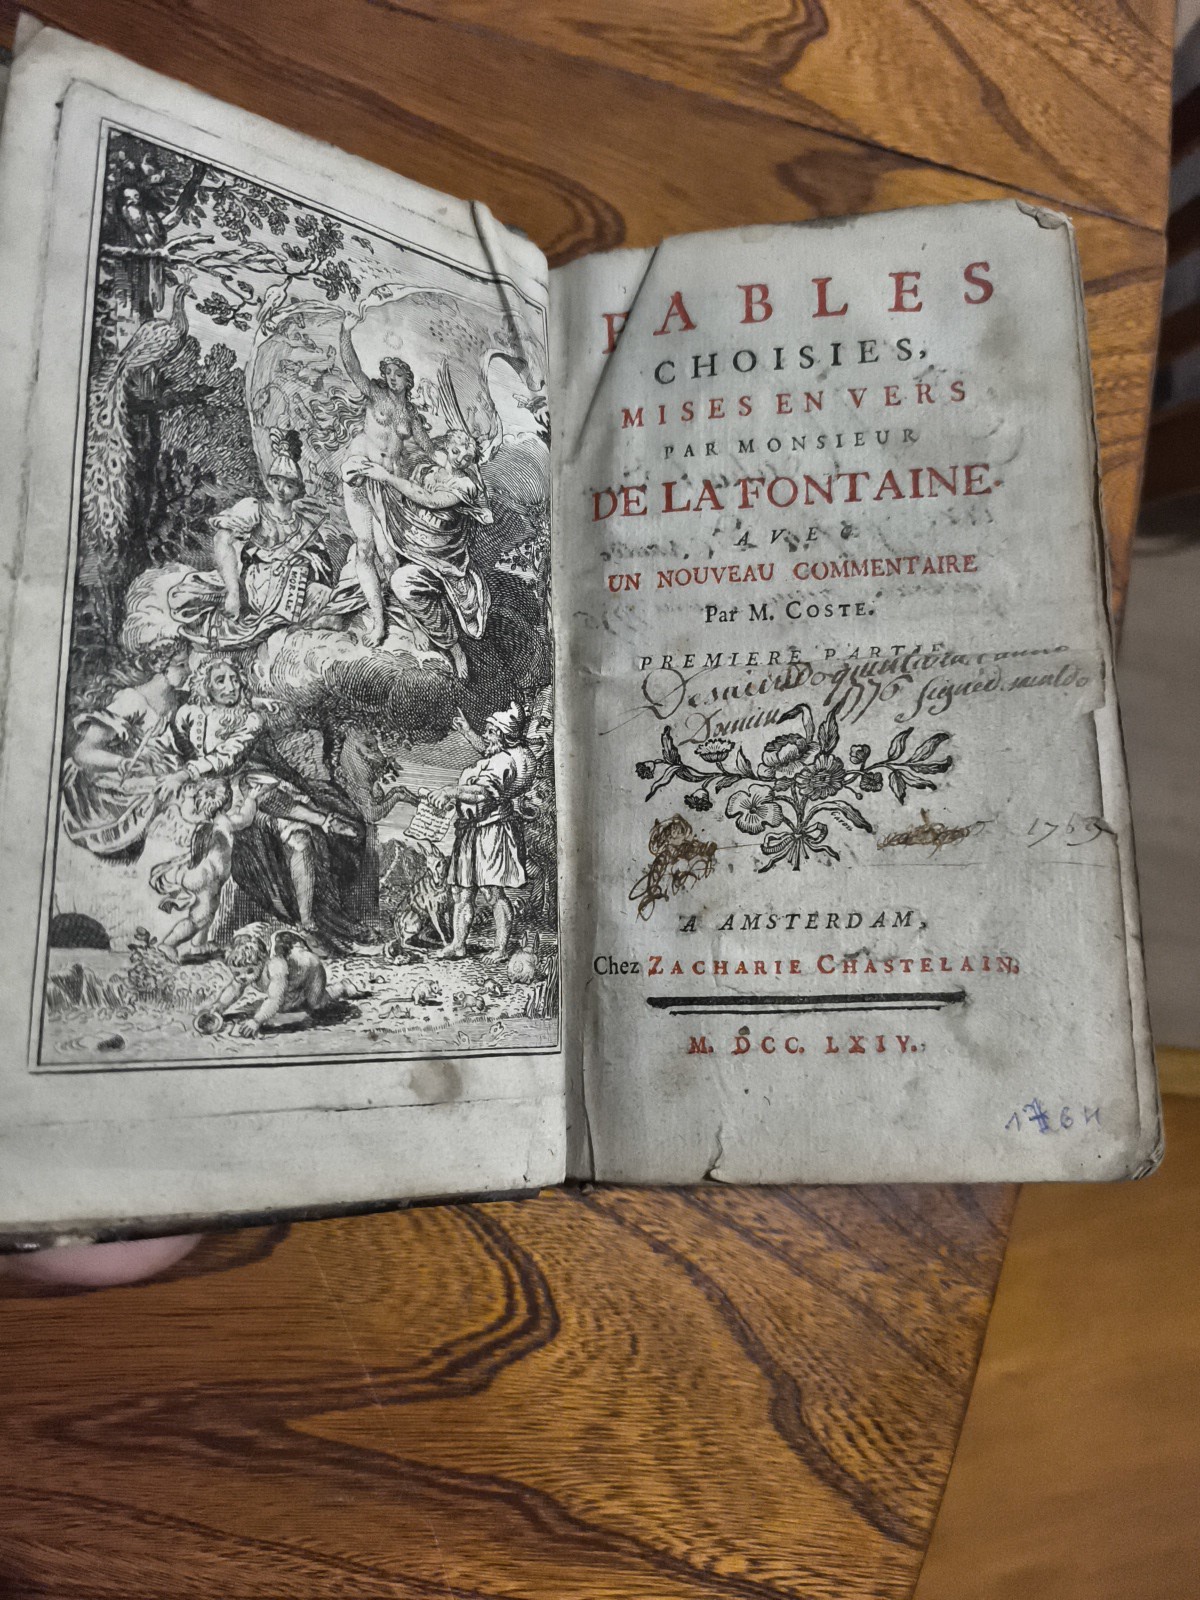 FABLES
CHOISIES,
MISES EN VERS
PAR MONSIEUR
DE LA FONTAINE.
AVEC
UN NOUVEAU COMMENTAIRE
Par M. COSTE.
PREMIERE PARTIE
1776
1769
A AMSTERDAM,
Chez ZACHARIE CHASTELAIN,
M. DCC. LXIV.
1764